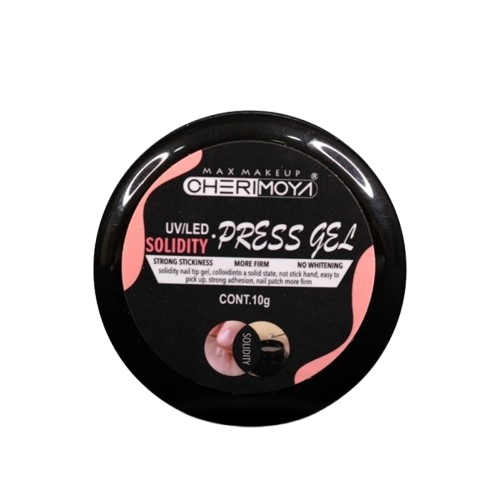 MAX MAKEUP
CHERIMOYA®
UV/LED
SOLIDITY
·PRESS GEL
STRONG STICKINESS MORE FIRM NO WHITENING
solidity nail tip gel, colloidinto a solid state, not stick hand, easy to
pick up, strong adhesion, nail patch more firm
CONT.10g
SOLIDITY